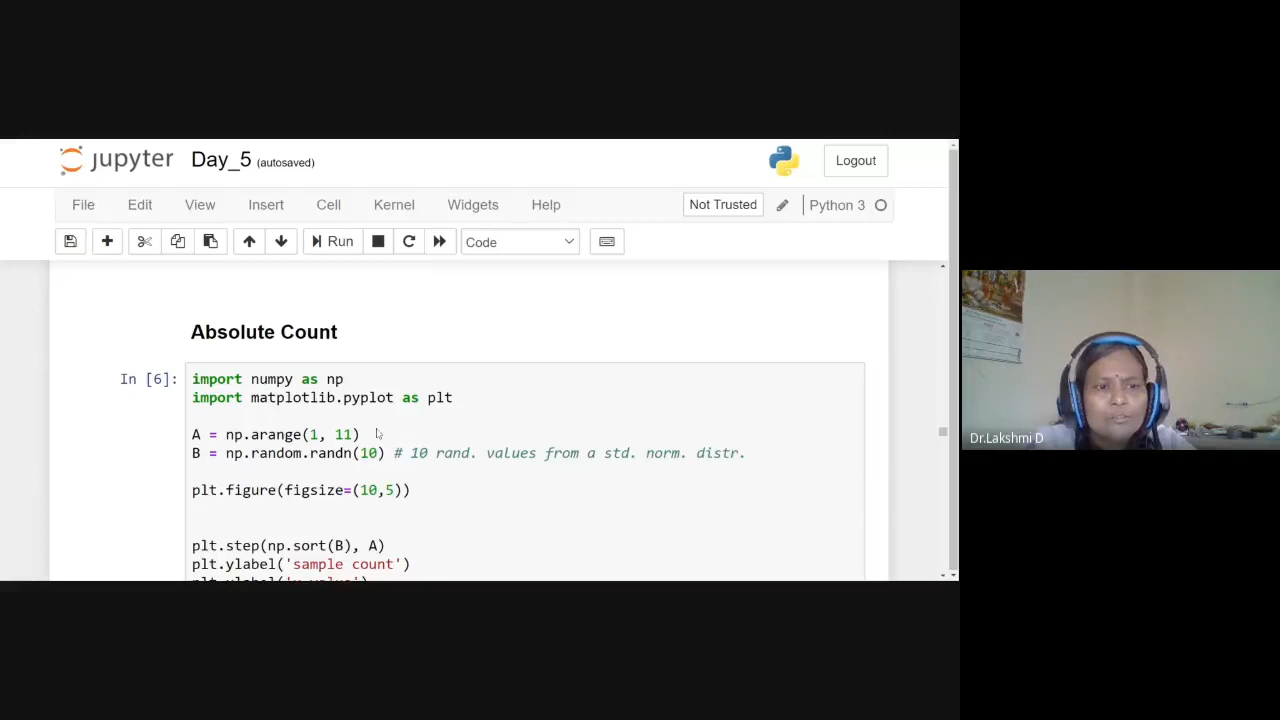 jupyter Day_5 (autosaved)
Logout
File Edit View Insert Cell Kernel Widgets Help Not Trusted Python 3
Run Code
Absolute Count
In [6]: import numpy as np
import matplotlib.pyplot as plt
A = np.arange(1, 11)
B = np.random.randn(10) # 10 rand. values from a std. norm. distr.
plt.figure(figsize=(10,5))
plt.step(np.sort(B), A)
plt.ylabel('sample count')
Dr.Lakshmi D